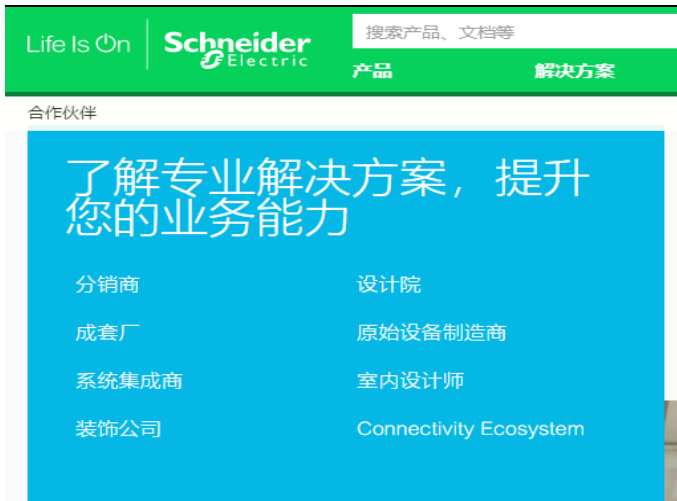 Life Is On
Schneider
Electric
搜索产品、文档等
产品
解决方案
合作伙伴
了解专业解决方案，提升
您的业务能力
分销商
设计院
成套厂
原始设备制造商
系统集成商
室内设计师
装饰公司
Connectivity Ecosystem